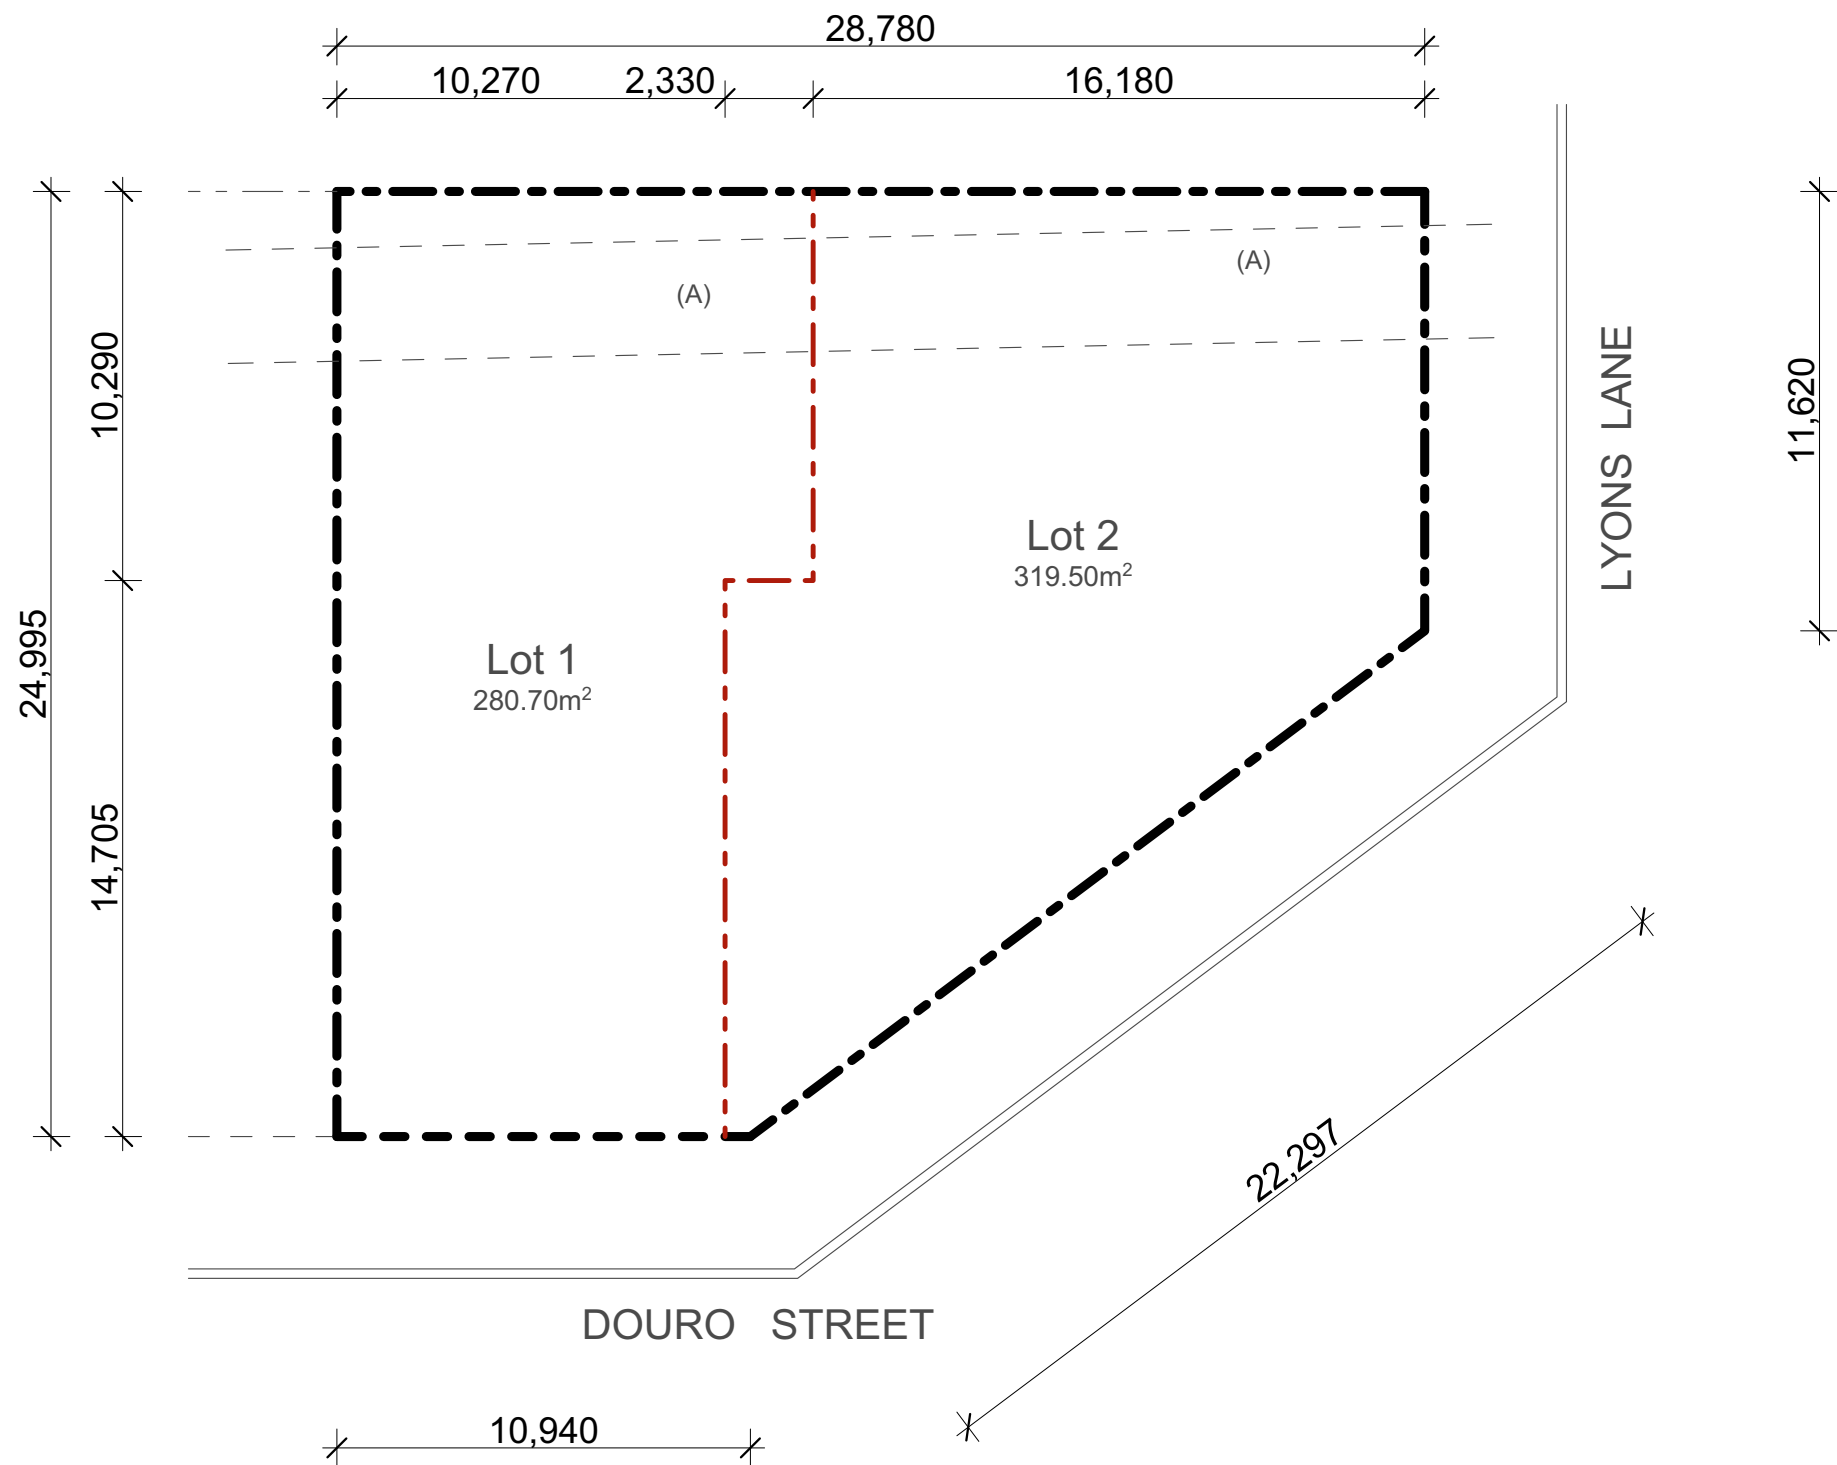 28,780
10,270 2,330 16,180
(A)
(A)
10,290
11,620
LYONS LANE
Lot 2
319.50m²
24,995
Lot 1
280.70m²
14,705
22,297
DOURO STREET
10,940